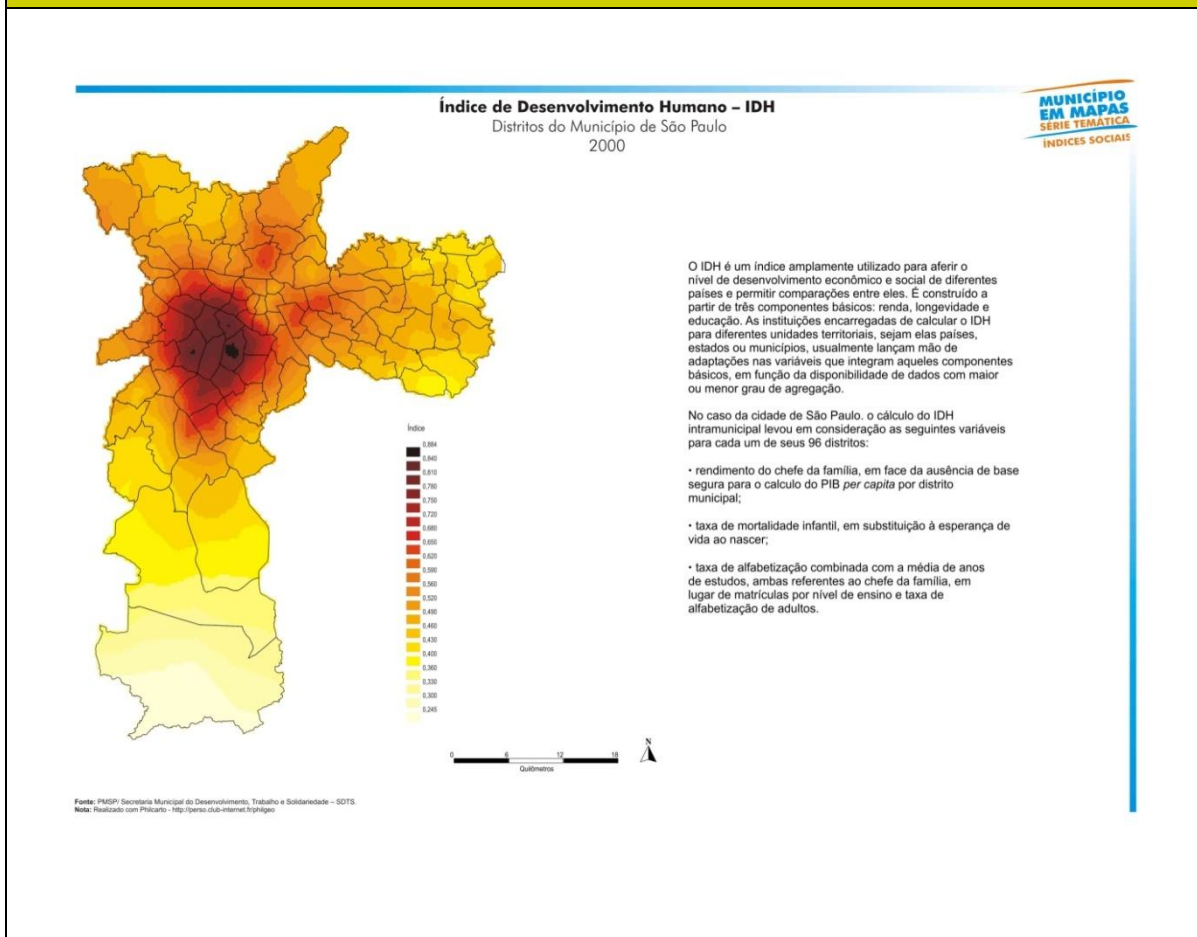 Índice de Desenvolvimento Humano – IDH
Distritos do Município de São Paulo
2000
MUNICÍPIO
EM MAPAS
SÉRIE TEMÁTICA
ÍNDICES SOCIAIS
O IDH é um índice amplamente utilizado para aferir o
nível de desenvolvimento econômico e social de diferentes
países e permitir comparações entre eles. É construído a
partir de três componentes básicos: renda, longevidade e
educação. As instituições encarregadas de calcular o IDH
para diferentes unidades territoriais, sejam elas países,
estados ou municípios, usualmente lançam mão de
adaptações nas variáveis que integram aqueles componentes
básicos, em função da disponibilidade de dados com maior
ou menor grau de agregação.
No caso da cidade de São Paulo. o cálculo do IDH
intramunicipal levou em consideração as seguintes variáveis
para cada um de seus 96 distritos:
• rendimento do chefe da família, em face da ausência de base
segura para o calculo do PIB per capita por distrito
municipal;
• taxa de mortalidade infantil, em substituição à esperança de
vida ao nascer;
• taxa de alfabetização combinada com a média de anos
de estudos, ambas referentes ao chefe da família, em
lugar de matrículas por nível de ensino e taxa de
alfabetização de adultos.
Índice
0,884
0,840
0,810
0,780
0,750
0,720
0,680
0,650
0,620
0,590
0,560
0,520
0,490
0,460
0,430
0,400
0,360
0,330
0,300
0,245
0 6 12 18
Quilômetros
N
Fonte: PMSP/ Secretaria Municipal do Desenvolvimento, Trabalho e Solidariedade – SDTS.
Nota: Realizado com Philcarto - http://perso.club-internet.fr/philgeo